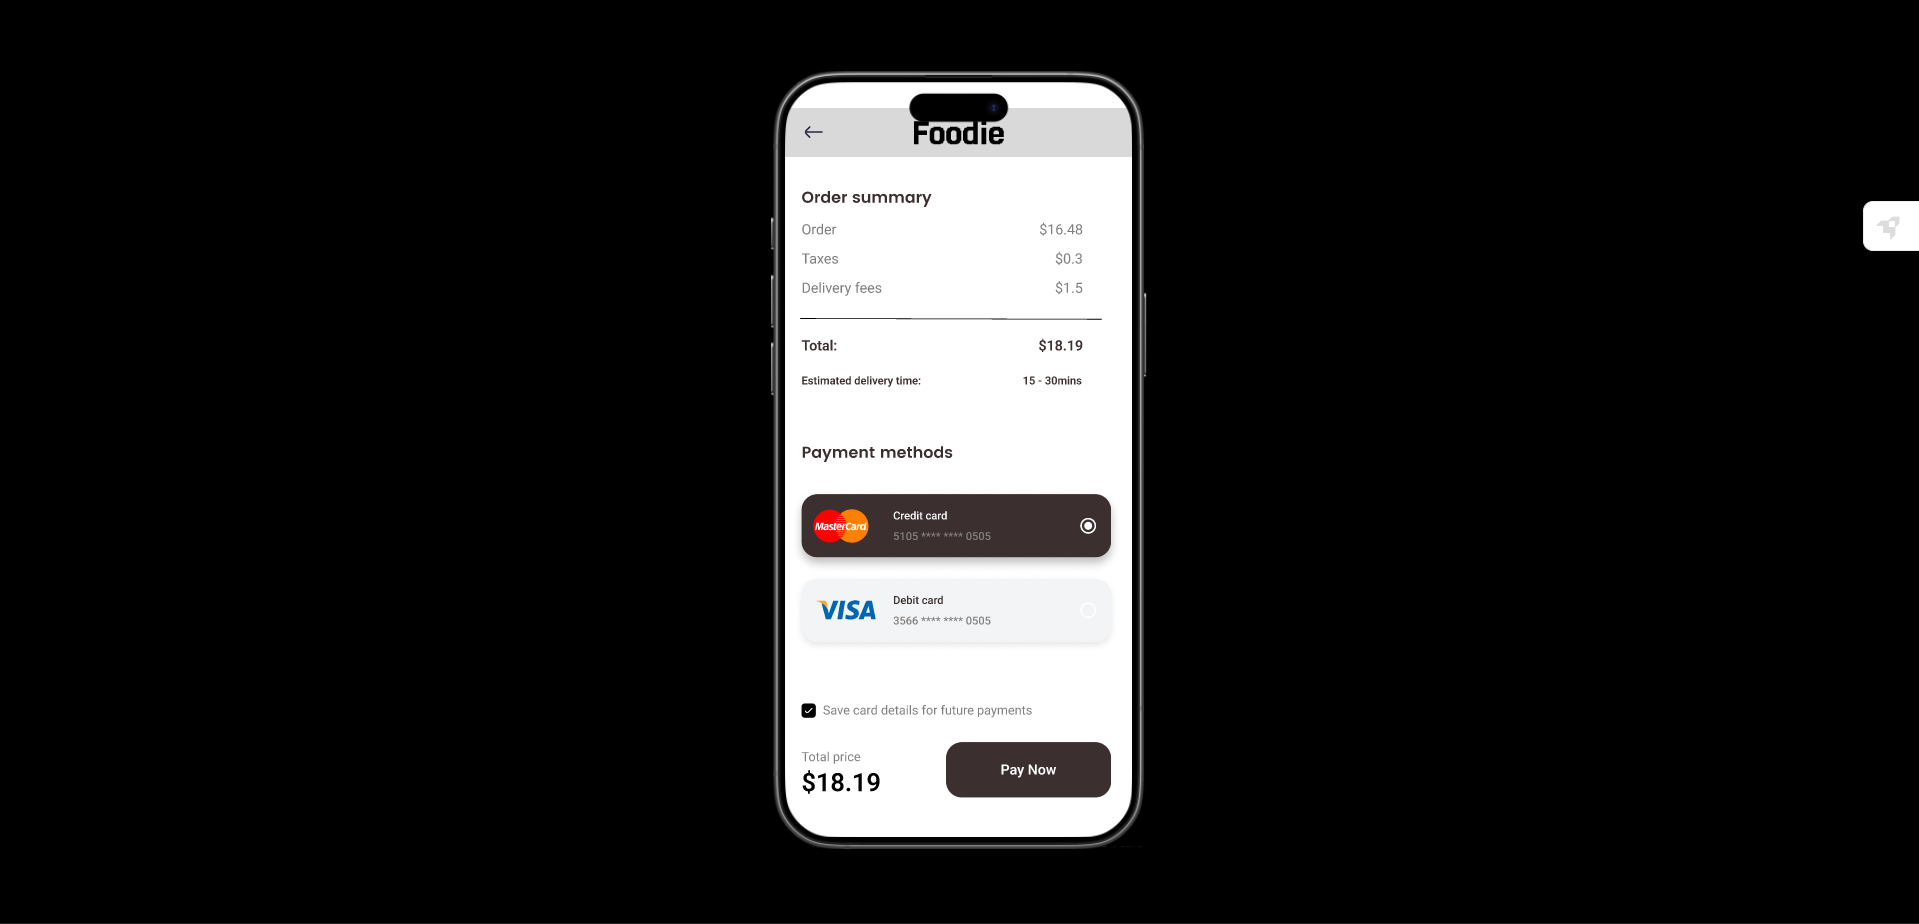 Foodie
Order summary
Order $16.48
Taxes $0.3
Delivery fees $1.5
Total: $18.19
Estimated delivery time: 15 - 30mins
Payment methods
MasterCard
Credit card
5105 **** **** 0505
VISA
Debit card
3566 **** **** 0505
Save card details for future payments
Total price
$18.19
Pay Now